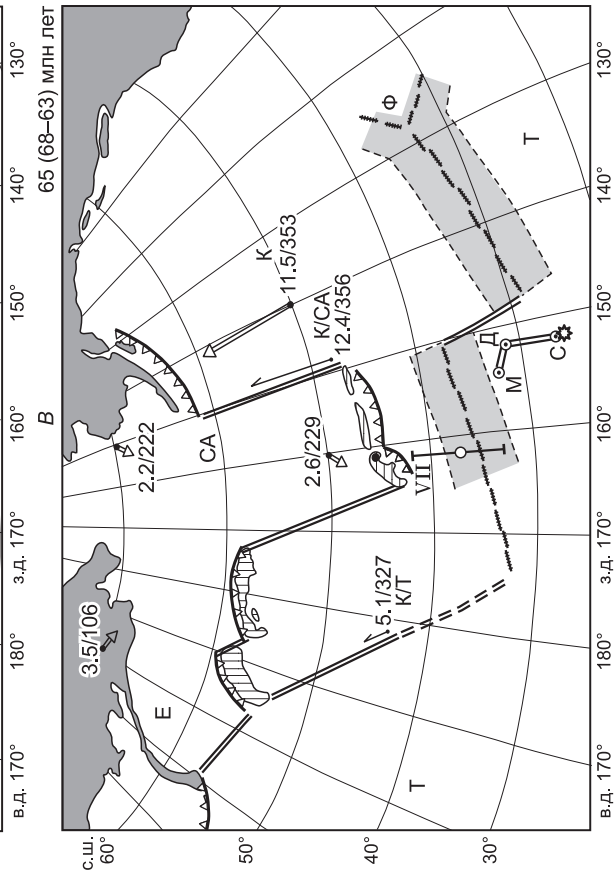 65 (68–63) млн лет
В
130°
140°
150°
160°
170°
з.д. 170°
180°
в.д. 170°
с.ш.
60°
50°
40°
30°
3.5/106
2.2/222
Е
СА
К
11.5/353
К/СА
12.4/356
2.6/229
5.1/327
К/Т
VII
Ф
Т
Д
М
С
Т
в.д. 170°
180°
з.д. 170°
170°
160°
150°
140°
130°